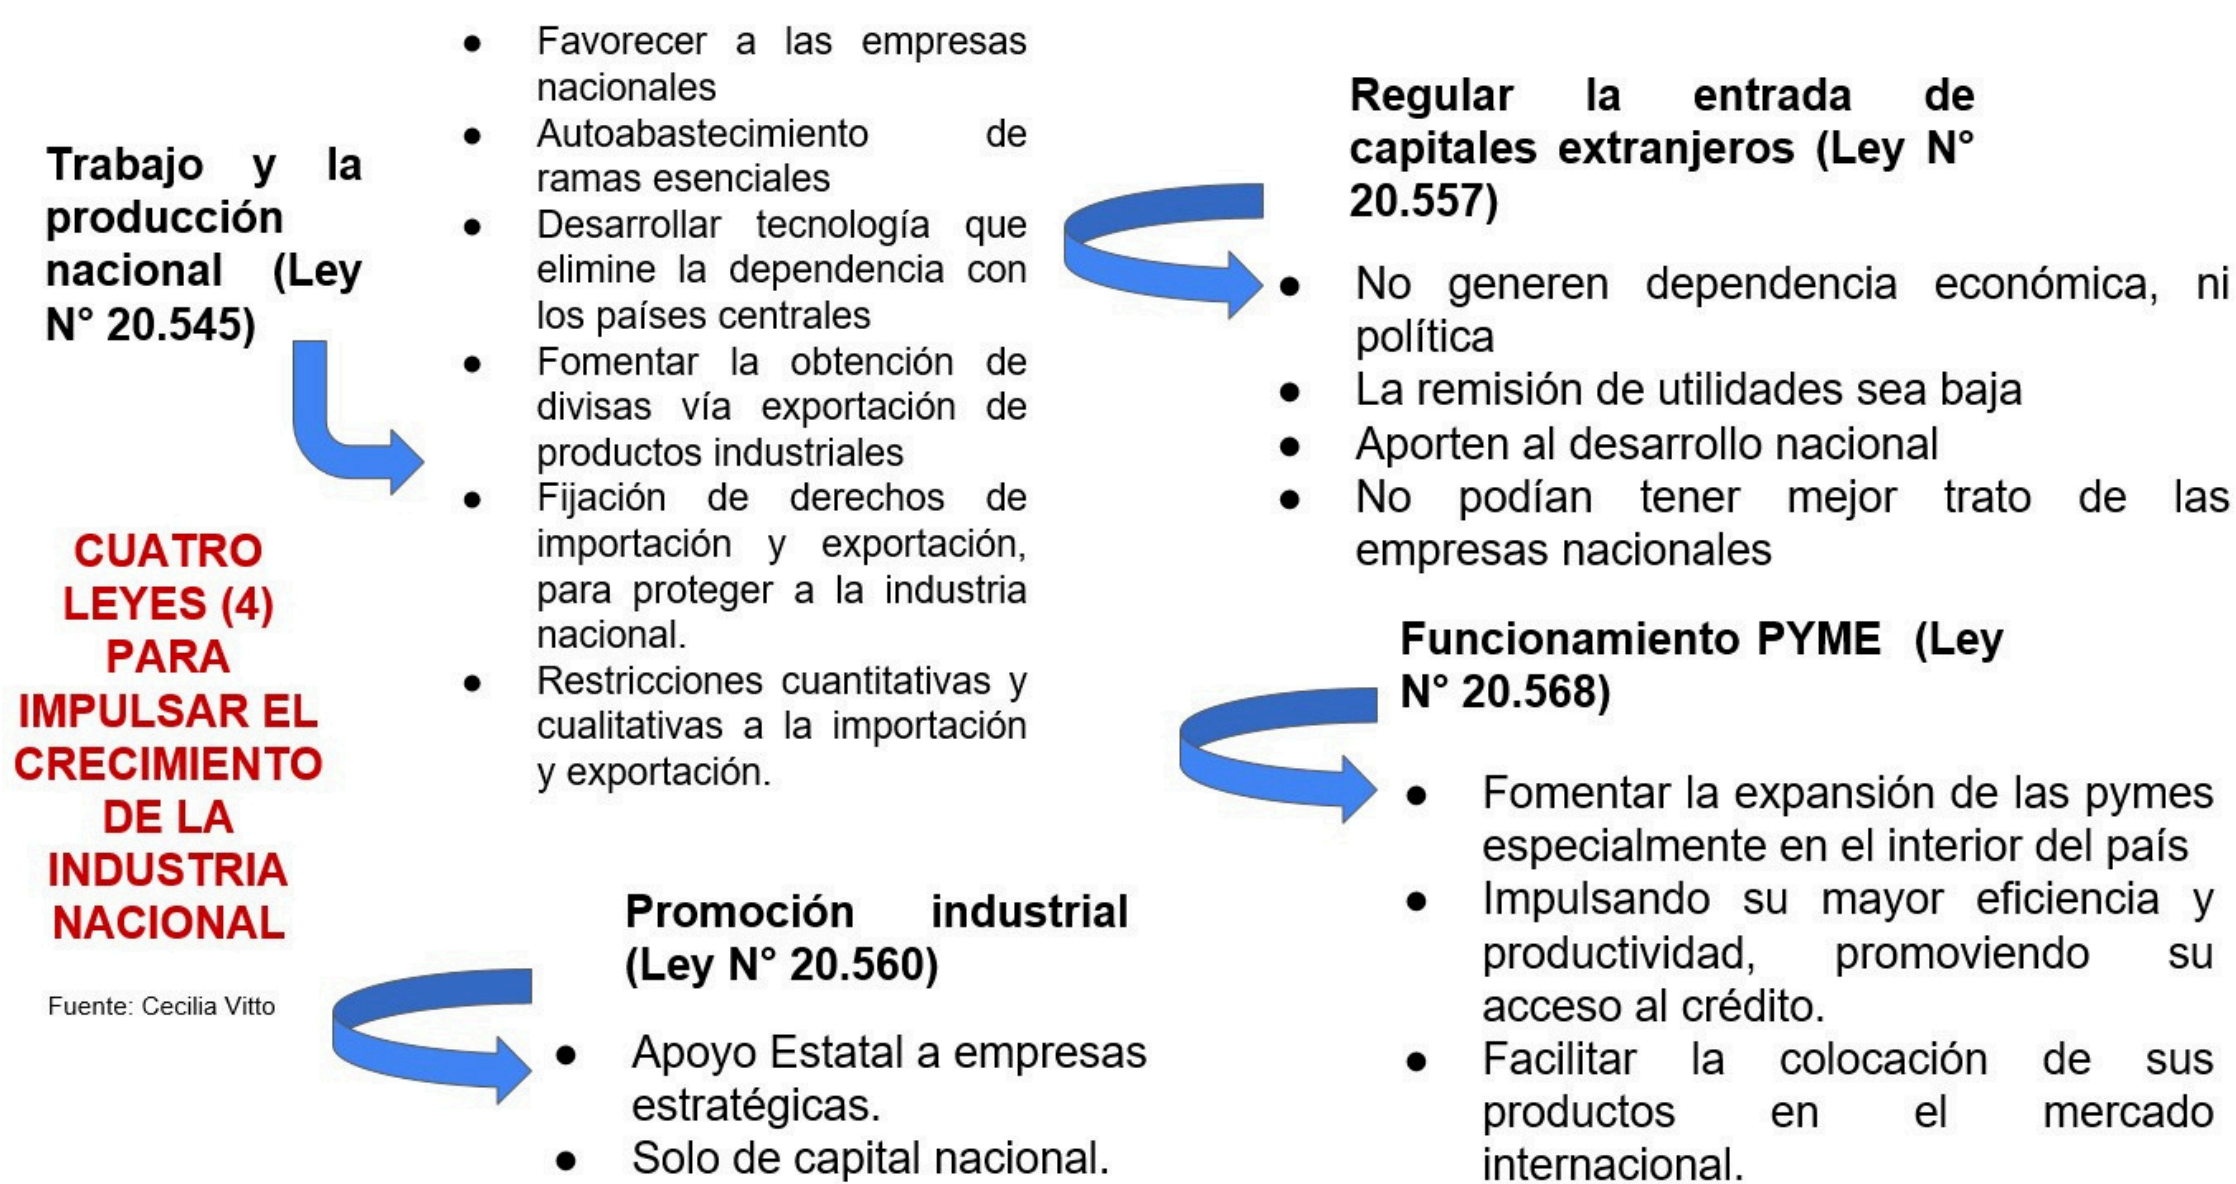 Trabajo y la
producción
nacional (Ley
N° 20.545)
● Favorecer a las empresas
nacionales
● Autoabastecimiento de
ramas esenciales
● Desarrollar tecnología que
elimine la dependencia con
los países centrales
● Fomentar la obtención de
divisas vía exportación de
productos industriales
● Fijación de derechos de
importación y exportación,
para proteger a la industria
nacional.
● Restricciones cuantitativas y
cualitativas a la importación
y exportación.
Regular la entrada de
capitales extranjeros (Ley N°
20.557)
● No generen dependencia económica, ni
política
● La remisión de utilidades sea baja
● Aporten al desarrollo nacional
● No podían tener mejor trato de las
empresas nacionales
CUATRO
LEYES (4)
PARA
IMPULSAR EL
CRECIMIENTO
DE LA
INDUSTRIA
NACIONAL
Fuente: Cecilia Vitto
Promoción industrial
(Ley N° 20.560)
● Apoyo Estatal a empresas
estratégicas.
● Solo de capital nacional.
Funcionamiento PYME (Ley
N° 20.568)
● Fomentar la expansión de las pymes
especialmente en el interior del país
● Impulsando su mayor eficiencia y
productividad, promoviendo su
acceso al crédito.
● Facilitar la colocación de sus
productos en el mercado
internacional.